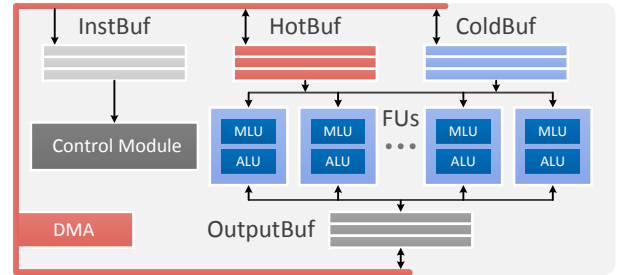 InstBuf
HotBuf
ColdBuf
Control Module
FUs
MLU
MLU
MLU
MLU
ALU
ALU
ALU
ALU
DMA
OutputBuf